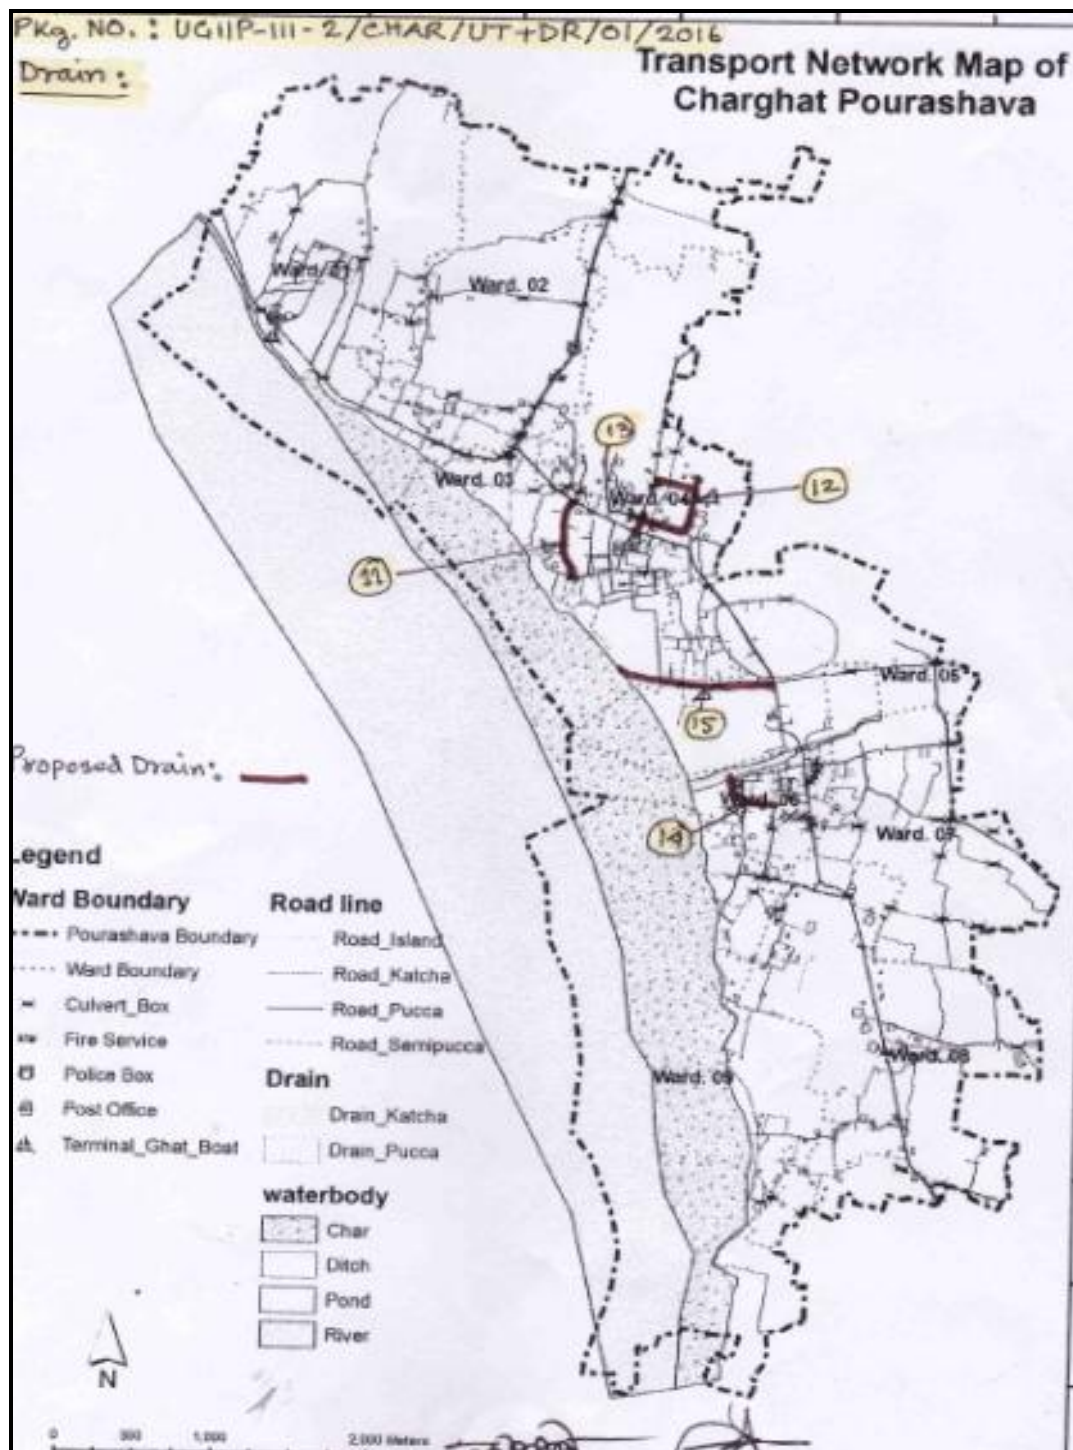 Pkg. NO.: UGIIP-III-2/CHAR/UT+DR/01/2016
Drain:
Transport Network Map of
Charghat Pourashava
Ward. 01
Ward. 02
Ward. 03
13
Ward. 04
12
11
Ward. 05
15
Proposed Drain:
Ward. 06
14
Ward. 07
Legend
Ward Boundary
Pourashava Boundary
Ward Boundary
Culvert_Box
Fire Service
Police Box
Post Office
Terminal_Ghat_Boat
Road line
Road_Island
Road_Katcha
Road_Pucca
Road_Semipucca
Drain
Drain_Katcha
Drain_Pucca
waterbody
Char
Ditch
Pond
River
Ward. 08
Ward. 09
N
0 500 1,000 2,000 Meters